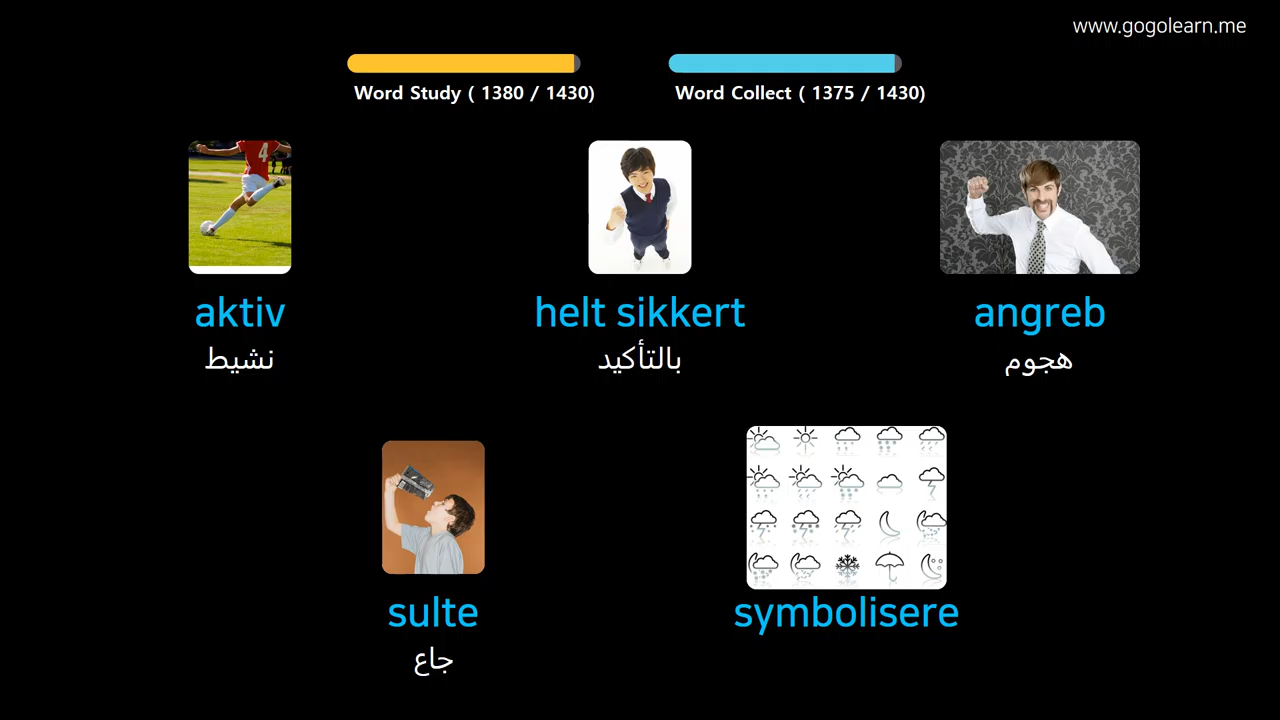 www.gogolearn.me
Word Study ( 1380 / 1430)
Word Collect ( 1375 / 1430)
4
aktiv
helt sikkert
angreb
نشيط
بالتأكيد
هجوم
sulte
symbolisere
جاع